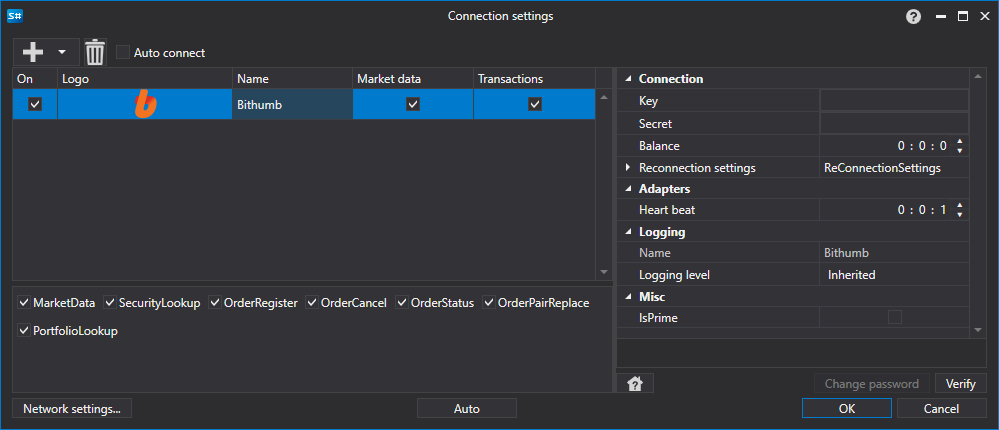 S#
Connection settings
Auto connect
On Logo Name Market data Transactions
Bithumb
MarketData SecurityLookup OrderRegister OrderCancel OrderStatus OrderPairReplace
PortfolioLookup
Connection
Key
Secret
Balance 0 : 0 : 0
Reconnection settings ReConnectionSettings
Adapters
Heart beat 0 : 0 : 1
Logging
Name Bithumb
Logging level Inherited
Misc
IsPrime
Change password Verify
Network settings... Auto OK Cancel